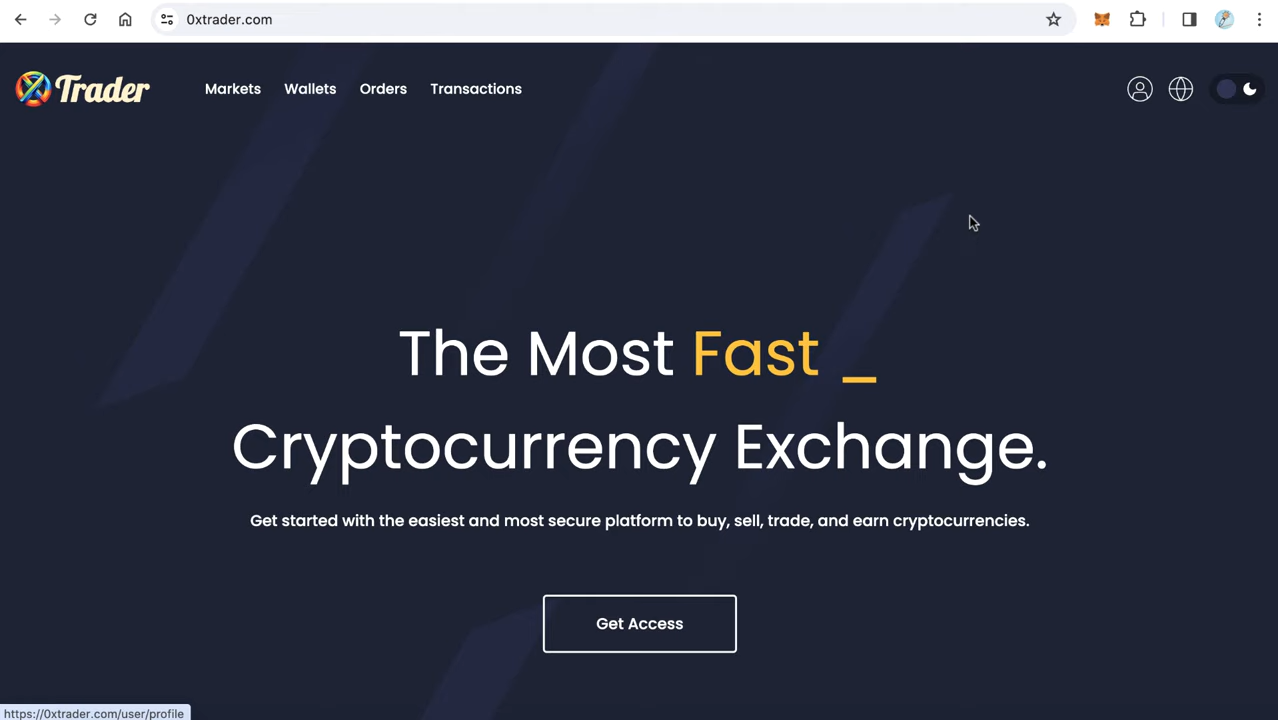 0xtrader.com
Trader
Markets Wallets Orders Transactions
The Most Fast _
Cryptocurrency Exchange.
Get started with the easiest and most secure platform to buy, sell, trade, and earn cryptocurrencies.
Get Access
https://0xtrader.com/user/profile